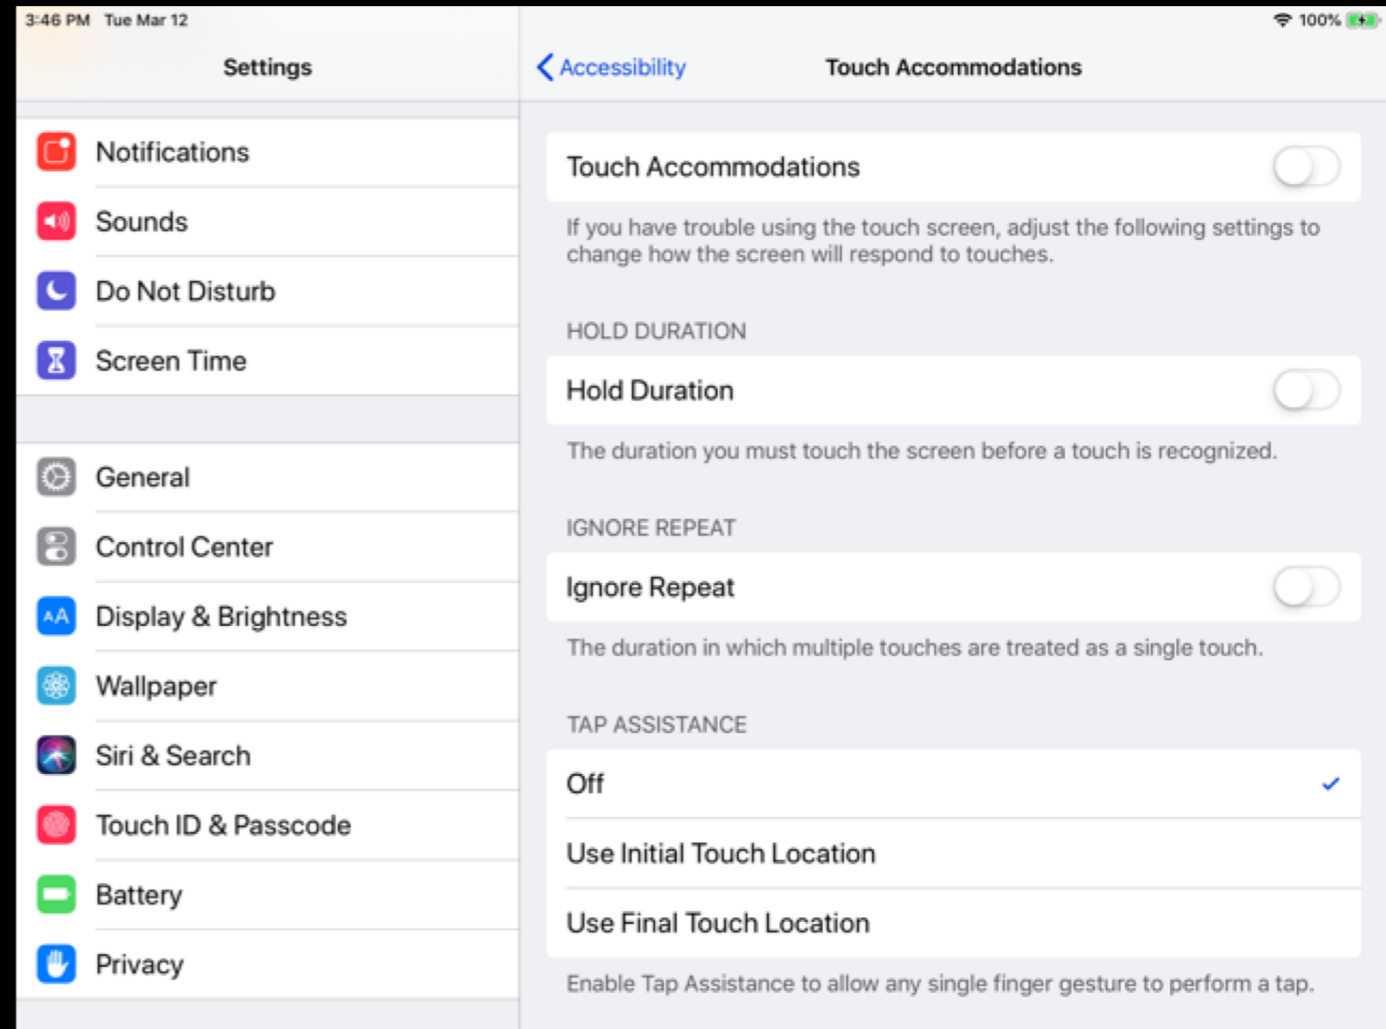 3:46 PM Tue Mar 12
100%
Settings
Notifications
Sounds
Do Not Disturb
Screen Time
General
Control Center
AA
Display & Brightness
Wallpaper
Siri & Search
Touch ID & Passcode
Battery
Privacy
Accessibility
Touch Accommodations
Touch Accommodations
If you have trouble using the touch screen, adjust the following settings to
change how the screen will respond to touches.
HOLD DURATION
Hold Duration
The duration you must touch the screen before a touch is recognized.
IGNORE REPEAT
Ignore Repeat
The duration in which multiple touches are treated as a single touch.
TAP ASSISTANCE
Off
Use Initial Touch Location
Use Final Touch Location
Enable Tap Assistance to allow any single finger gesture to perform a tap.